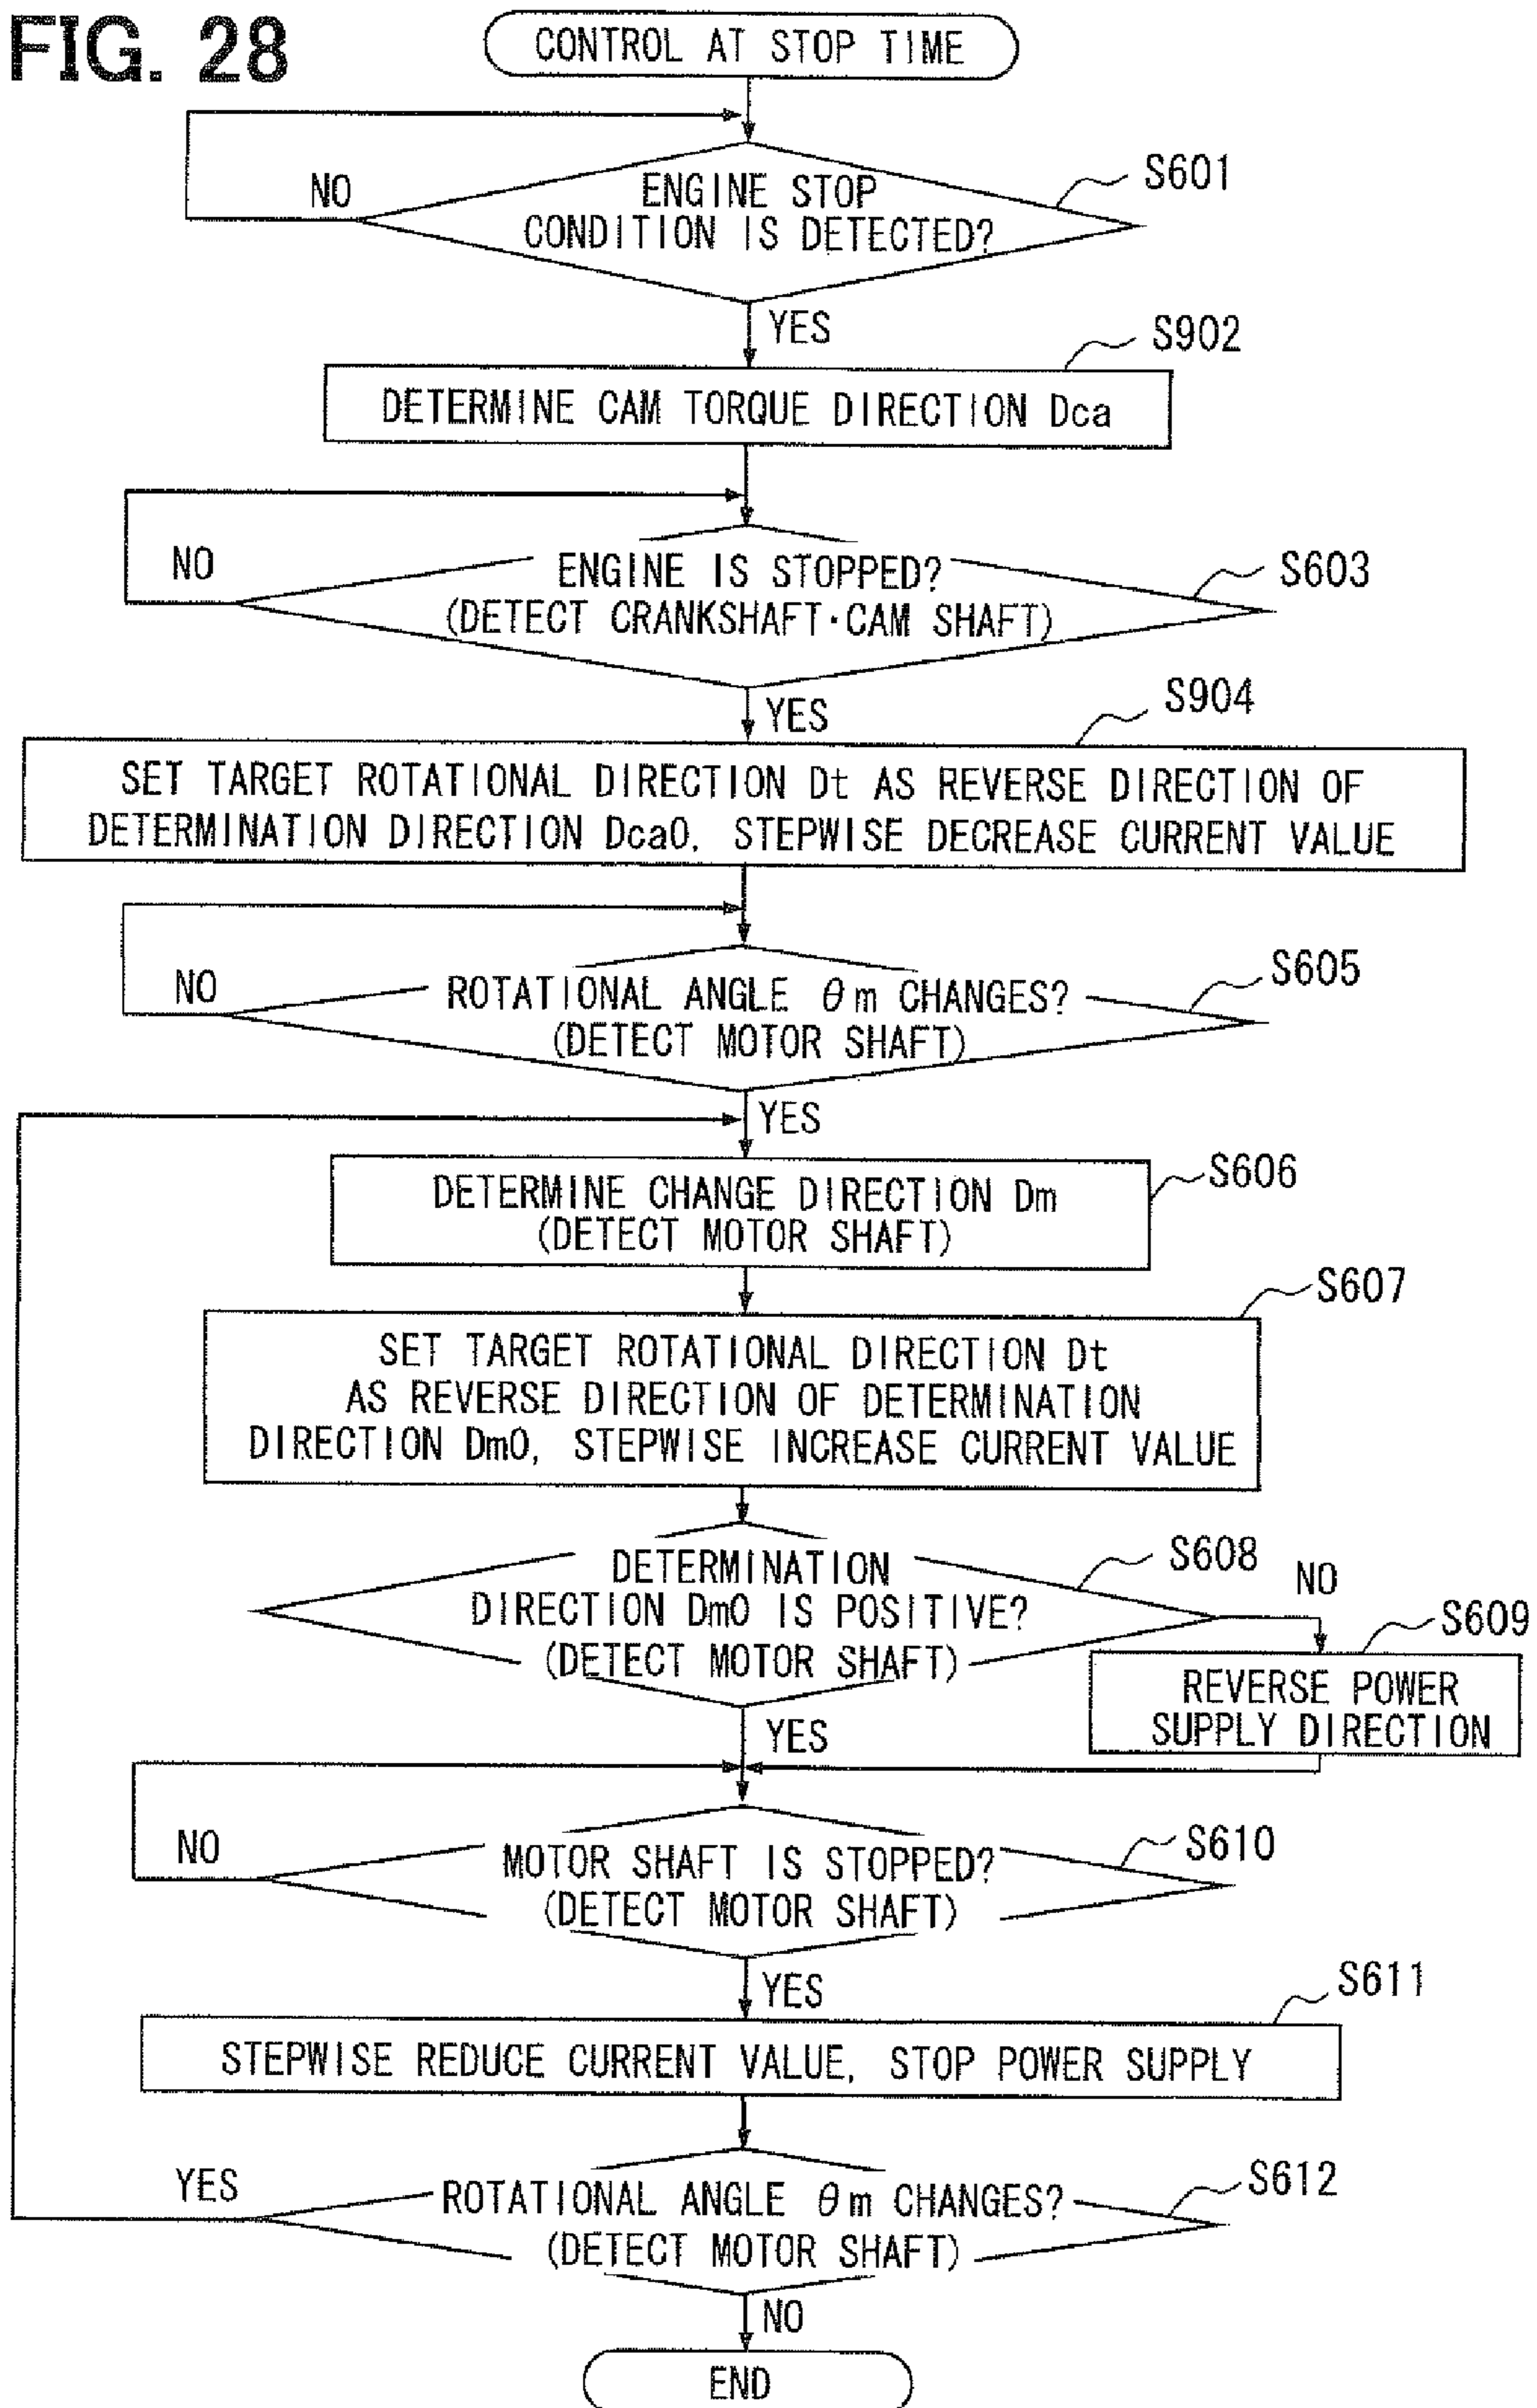 FIG. 28
CONTROL AT STOP TIME
NO
ENGINE STOP
CONDITION IS DETECTED?
S601
YES
S902
DETERMINE CAM TORQUE DIRECTION Dca
NO
ENGINE IS STOPPED?
(DETECT CRANKSHAFT·CAM SHAFT)
S603
YES
S904
SET TARGET ROTATIONAL DIRECTION Dt AS REVERSE DIRECTION OF
DETERMINATION DIRECTION Dca0, STEPWISE DECREASE CURRENT VALUE
NO
ROTATIONAL ANGLE θm CHANGES?
(DETECT MOTOR SHAFT)
S605
YES
S606
DETERMINE CHANGE DIRECTION Dm
(DETECT MOTOR SHAFT)
S607
SET TARGET ROTATIONAL DIRECTION Dt
AS REVERSE DIRECTION OF DETERMINATION
DIRECTION Dm0, STEPWISE INCREASE CURRENT VALUE
DETERMINATION
DIRECTION Dm0 IS POSITIVE?
(DETECT MOTOR SHAFT)
S608
NO
S609
REVERSE POWER
SUPPLY DIRECTION
YES
NO
MOTOR SHAFT IS STOPPED?
(DETECT MOTOR SHAFT)
S610
YES
S611
STEPWISE REDUCE CURRENT VALUE, STOP POWER SUPPLY
YES
ROTATIONAL ANGLE θm CHANGES?
(DETECT MOTOR SHAFT)
S612
NO
END